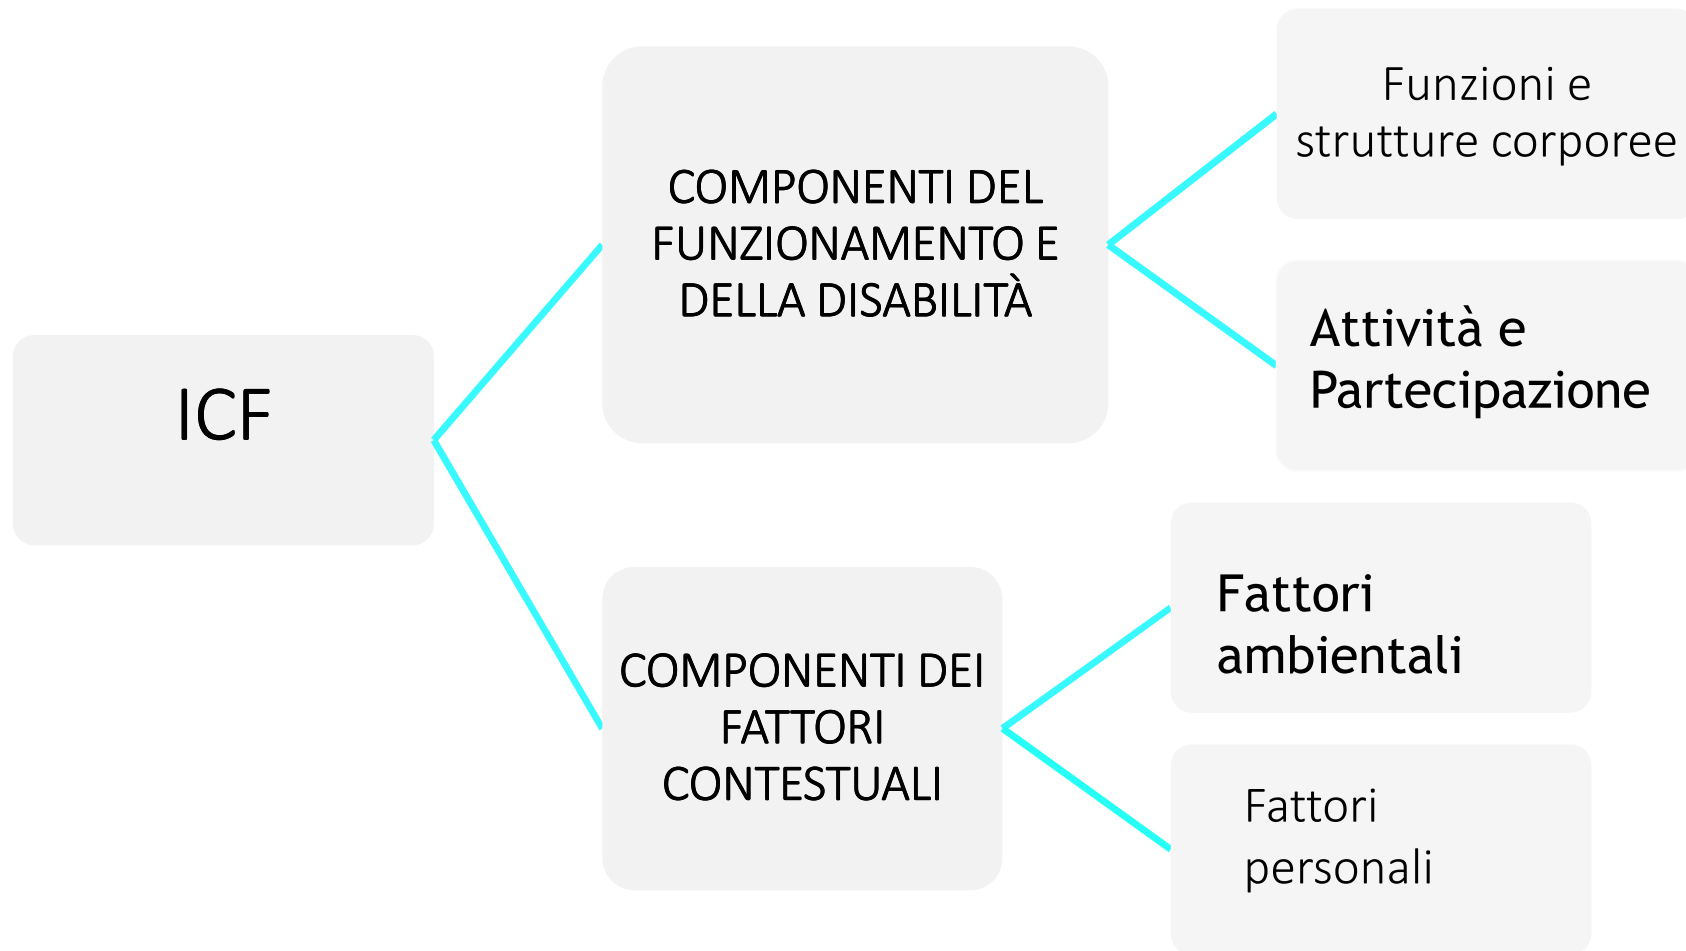 ICF
COMPONENTI DEL
FUNZIONAMENTO E
DELLA DISABILITÀ
Funzioni e
strutture corporee
Attività e
Partecipazione
COMPONENTI DEI
FATTORI
CONTESTUALI
Fattori
ambientali
Fattori
personali